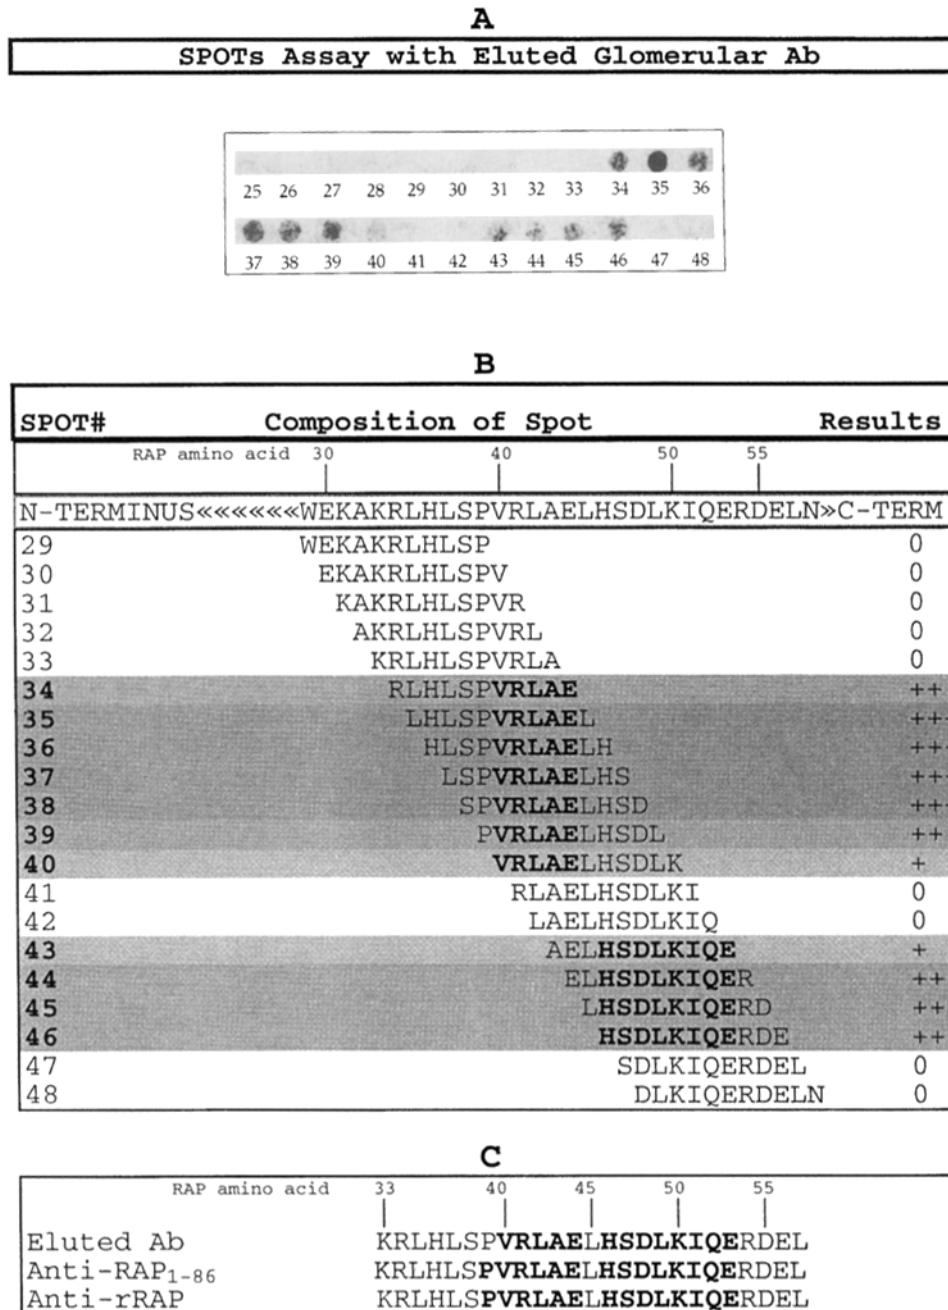 A
SPOTs Assay with Eluted Glomerular Ab
25 26 27 28 29 30 31 32 33 34 35 36
37 38 39 40 41 42 43 44 45 46 47 48
B
SPOT# Composition of Spot Results
RAP amino acid 30 40 50 55
N-TERMINUS««««««WEKAKRLHLSPVRLAELHSDLKIQERDELN»C-TERM
29 WEKAKRLHLSP 0
30 EKAKRLHLSPV 0
31 KAKRLHLSPVR 0
32 AKRLHLSPVRL 0
33 KRLHLSPVRLA 0
34 RLHLSPVRLAE ++
35 LHLSPVRLAEL +++
36 HLSPVRLAELH +++
37 LSPVRLAELHS +++
38 SPVRLAELHSD +++
39 PVRLAELHSDL ++
40 VRLAELHSDLK +
41 RLAELHSDLKI 0
42 LAELHSDLKIQ 0
43 AELHSDLKIQE +
44 ELHSDLKIQER ++
45 LHSDLKIQERD ++
46 HSDLKIQERDE ++
47 SDLKIQERDEL 0
48 DLKIQERDELN 0
C
RAP amino acid 33 40 45 50 55
Eluted Ab KRLHLSPVRLAELHSDLKIQERDEL
Anti-RAP1-86 KRLHLSPVRLAELHSDLKIQERDEL
Anti-rRAP KRLHLSPVRLAELHSDLKIQERDEL